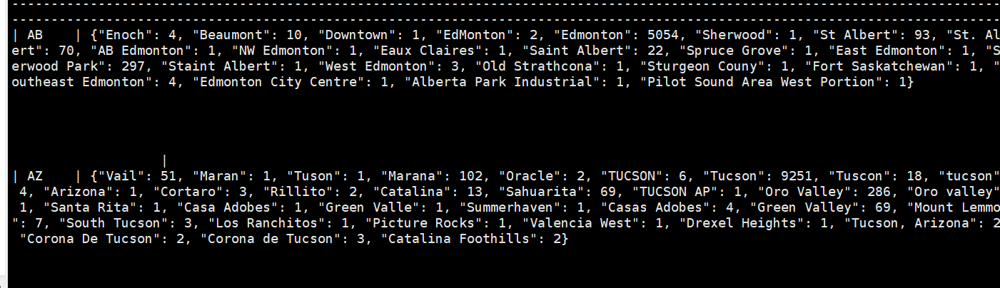 --------------------------------------------------------------------------------------------------------------------------------
--------------------------------------------------------------------------------------------------------------------------------
| AB    | {"Enoch": 4, "Beaumont": 10, "Downtown": 1, "EdMonton": 2, "Edmonton": 5054, "Sherwood": 1, "St Albert": 93, "St. Al
ert": 70, "AB Edmonton": 1, "NW Edmonton": 1, "Eaux Claires": 1, "Saint Albert": 22, "Spruce Grove": 1, "East Edmonton": 1, "S
erwood Park": 297, "Staint Albert": 1, "West Edmonton": 3, "Old Strathcona": 1, "Sturgeon Couny": 1, "Fort Saskatchewan": 1, "
outheast Edmonton": 4, "Edmonton City Centre": 1, "Alberta Park Industrial": 1, "Pilot Sound Area West Portion": 1}
|
| AZ    | {"Vail": 51, "Maran": 1, "Tuson": 1, "Marana": 102, "Oracle": 2, "TUCSON": 6, "Tucson": 9251, "Tuscon": 18, "tucson"
4, "Arizona": 1, "Cortaro": 3, "Rillito": 2, "Catalina": 13, "Sahuarita": 69, "TUCSON AP": 1, "Oro Valley": 286, "Oro valley"
1, "Santa Rita": 1, "Casa Adobes": 1, "Green Valle": 1, "Summerhaven": 1, "Casas Adobes": 4, "Green Valley": 69, "Mount Lemmo
": 7, "South Tucson": 3, "Los Ranchitos": 1, "Picture Rocks": 1, "Valencia West": 1, "Drexel Heights": 1, "Tucson, Arizona": 2
"Corona De Tucson": 2, "Corona de Tucson": 3, "Catalina Foothills": 2}